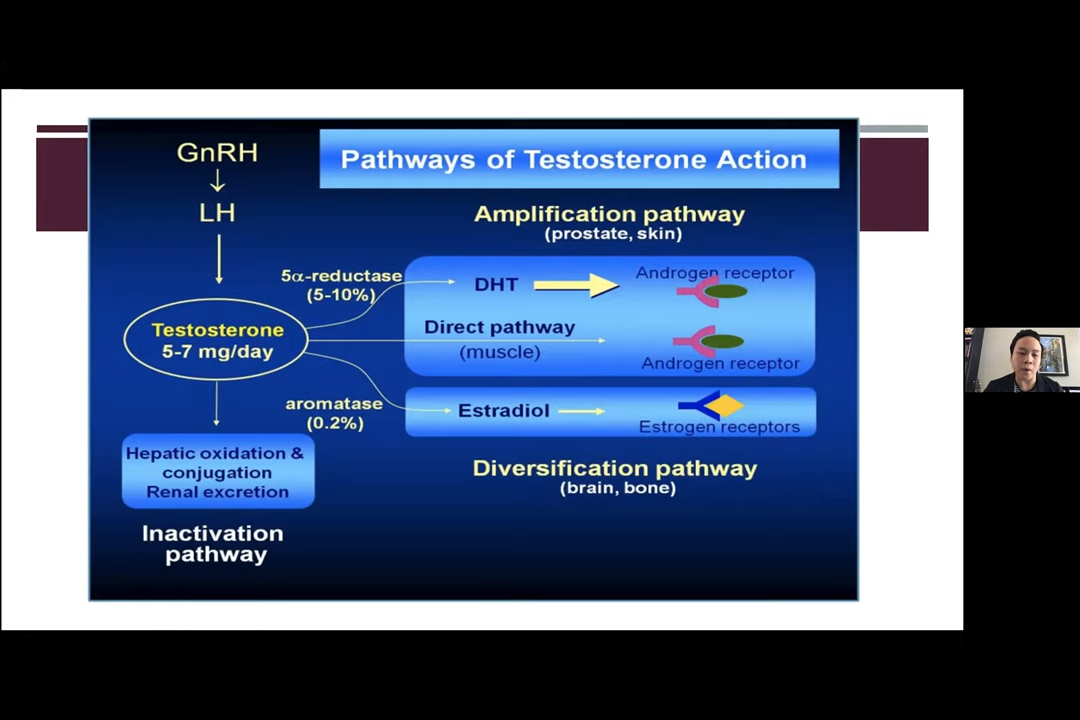 GnRH
↓
LH
Pathways of Testosterone Action
Amplification pathway
(prostate, skin)
5α-reductase
(5-10%)
DHT
Androgen receptor
Testosterone
5-7 mg/day
Direct pathway
(muscle)
Androgen receptor
aromatase
(0.2%)
Estradiol
Estrogen receptors
Hepatic oxidation &
conjugation
Renal excretion
Diversification pathway
(brain, bone)
Inactivation
pathway